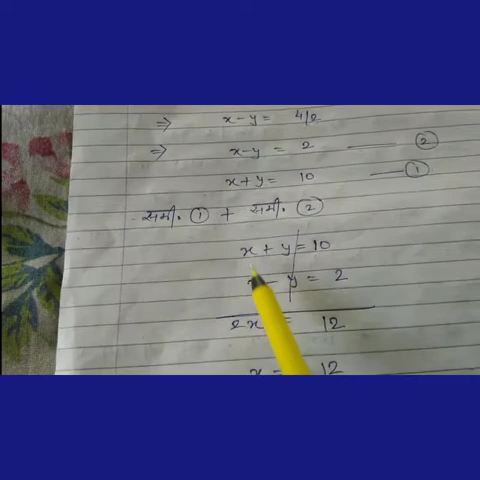 ⇒ x-y = 4/2
⇒ x-y = 2 —— ②
x+y = 10 —— ①
समी. ① + समी. ②
x + y = 10
x - y = 2
2x = 12
x = 12